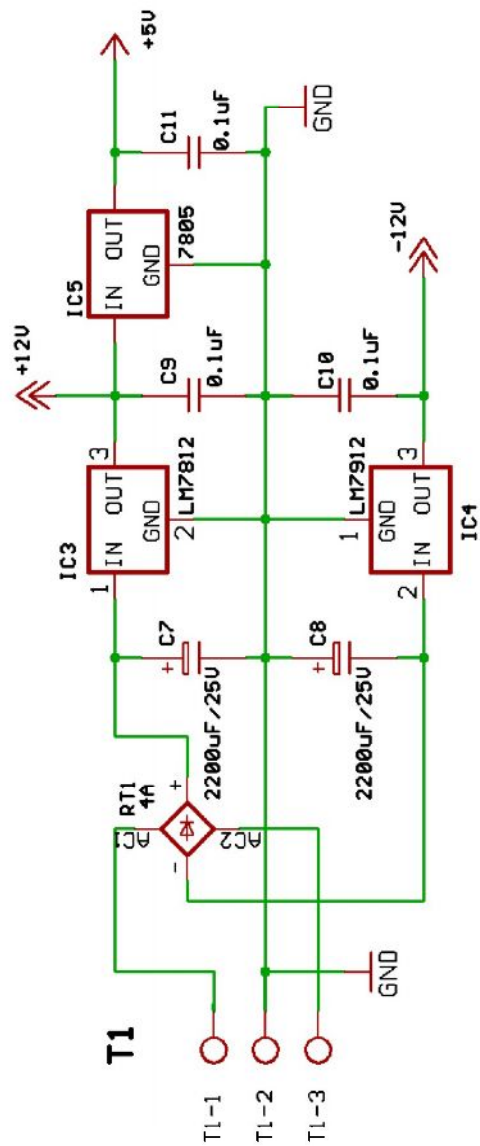 T1
T1-1
T1-2
T1-3
GND
RT1
4A
AC1
AC2
+
-
C7
+
2200uF/25V
C8
+
2200uF/25V
IC3
1
IN
OUT
3
GND
2
LM7812
LM7912
1
GND
IN
OUT
2
3
IC4
+12V
C9
0.1uF
C10
0.1uF
IC5
IN
OUT
GND
7805
C11
0.1uF
+5V
GND
-12V